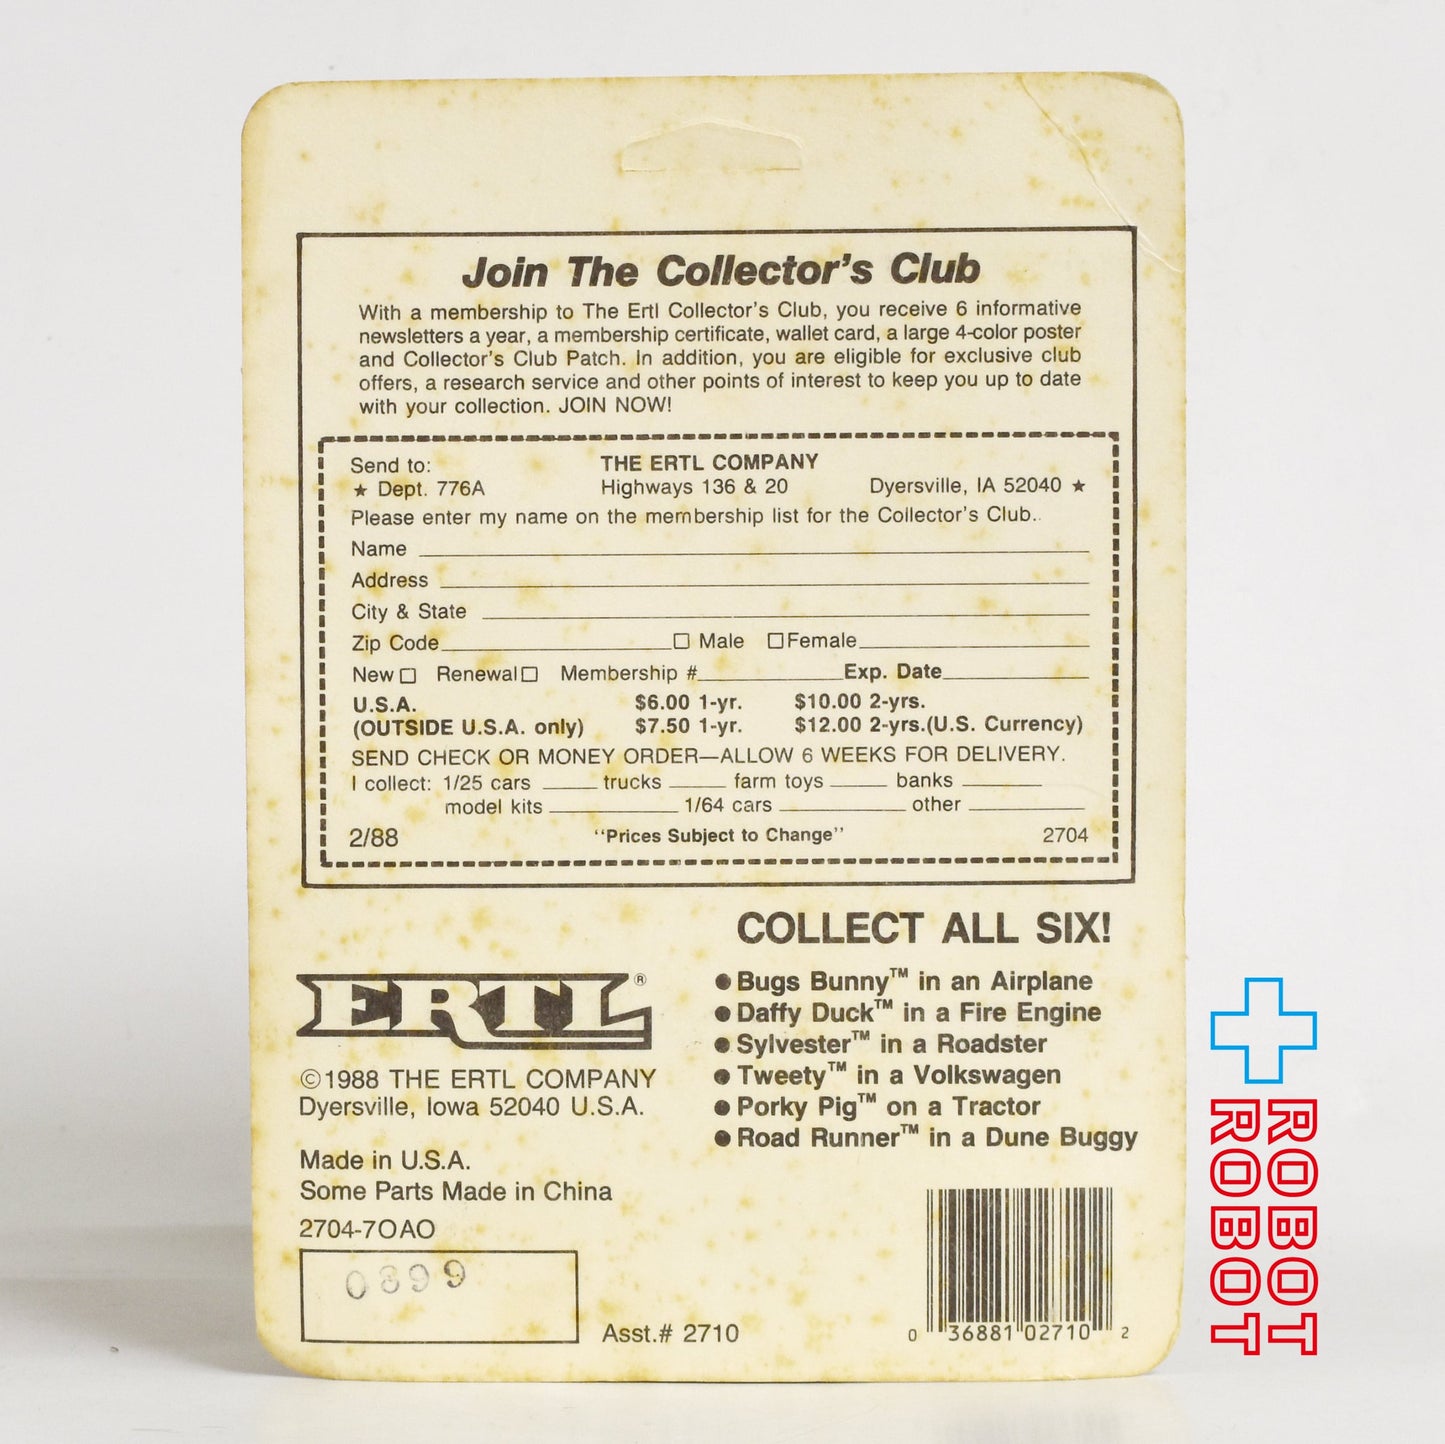 Join The Collector's Club
With a membership to The Ertl Collector's Club, you receive 6 informative
newsletters a year, a membership certificate, wallet card, a large 4-color poster
and Collector's Club Patch. In addition, you are eligible for exclusive club
offers, a research service and other points of interest to keep you up to date
with your collection. JOIN NOW!
Send to: THE ERTL COMPANY
★ Dept. 776A Highways 136 & 20 Dyersville, IA 52040 ★
Please enter my name on the membership list for the Collector's Club.
Name
Address
City & State
Zip Code □ Male □ Female
New □ Renewal □ Membership # Exp. Date
U.S.A. $6.00 1-yr. $10.00 2-yrs.
(OUTSIDE U.S.A. only) $7.50 1-yr. $12.00 2-yrs.(U.S. Currency)
SEND CHECK OR MONEY ORDER—ALLOW 6 WEEKS FOR DELIVERY.
I collect: 1/25 cars trucks farm toys banks
model kits 1/64 cars other
2/88 "Prices Subject to Change" 2704
COLLECT ALL SIX!
● Bugs Bunny™ in an Airplane
● Daffy Duck™ in a Fire Engine
● Sylvester™ in a Roadster
● Tweety™ in a Volkswagen
● Porky Pig™ on a Tractor
● Road Runner™ in a Dune Buggy
ERTL®
©1988 THE ERTL COMPANY
Dyersville, Iowa 52040 U.S.A.
Made in U.S.A.
Some Parts Made in China
2704-7OAO
0899
Asst.# 2710
0 36881 02710 2
ROBOT
ROBOT